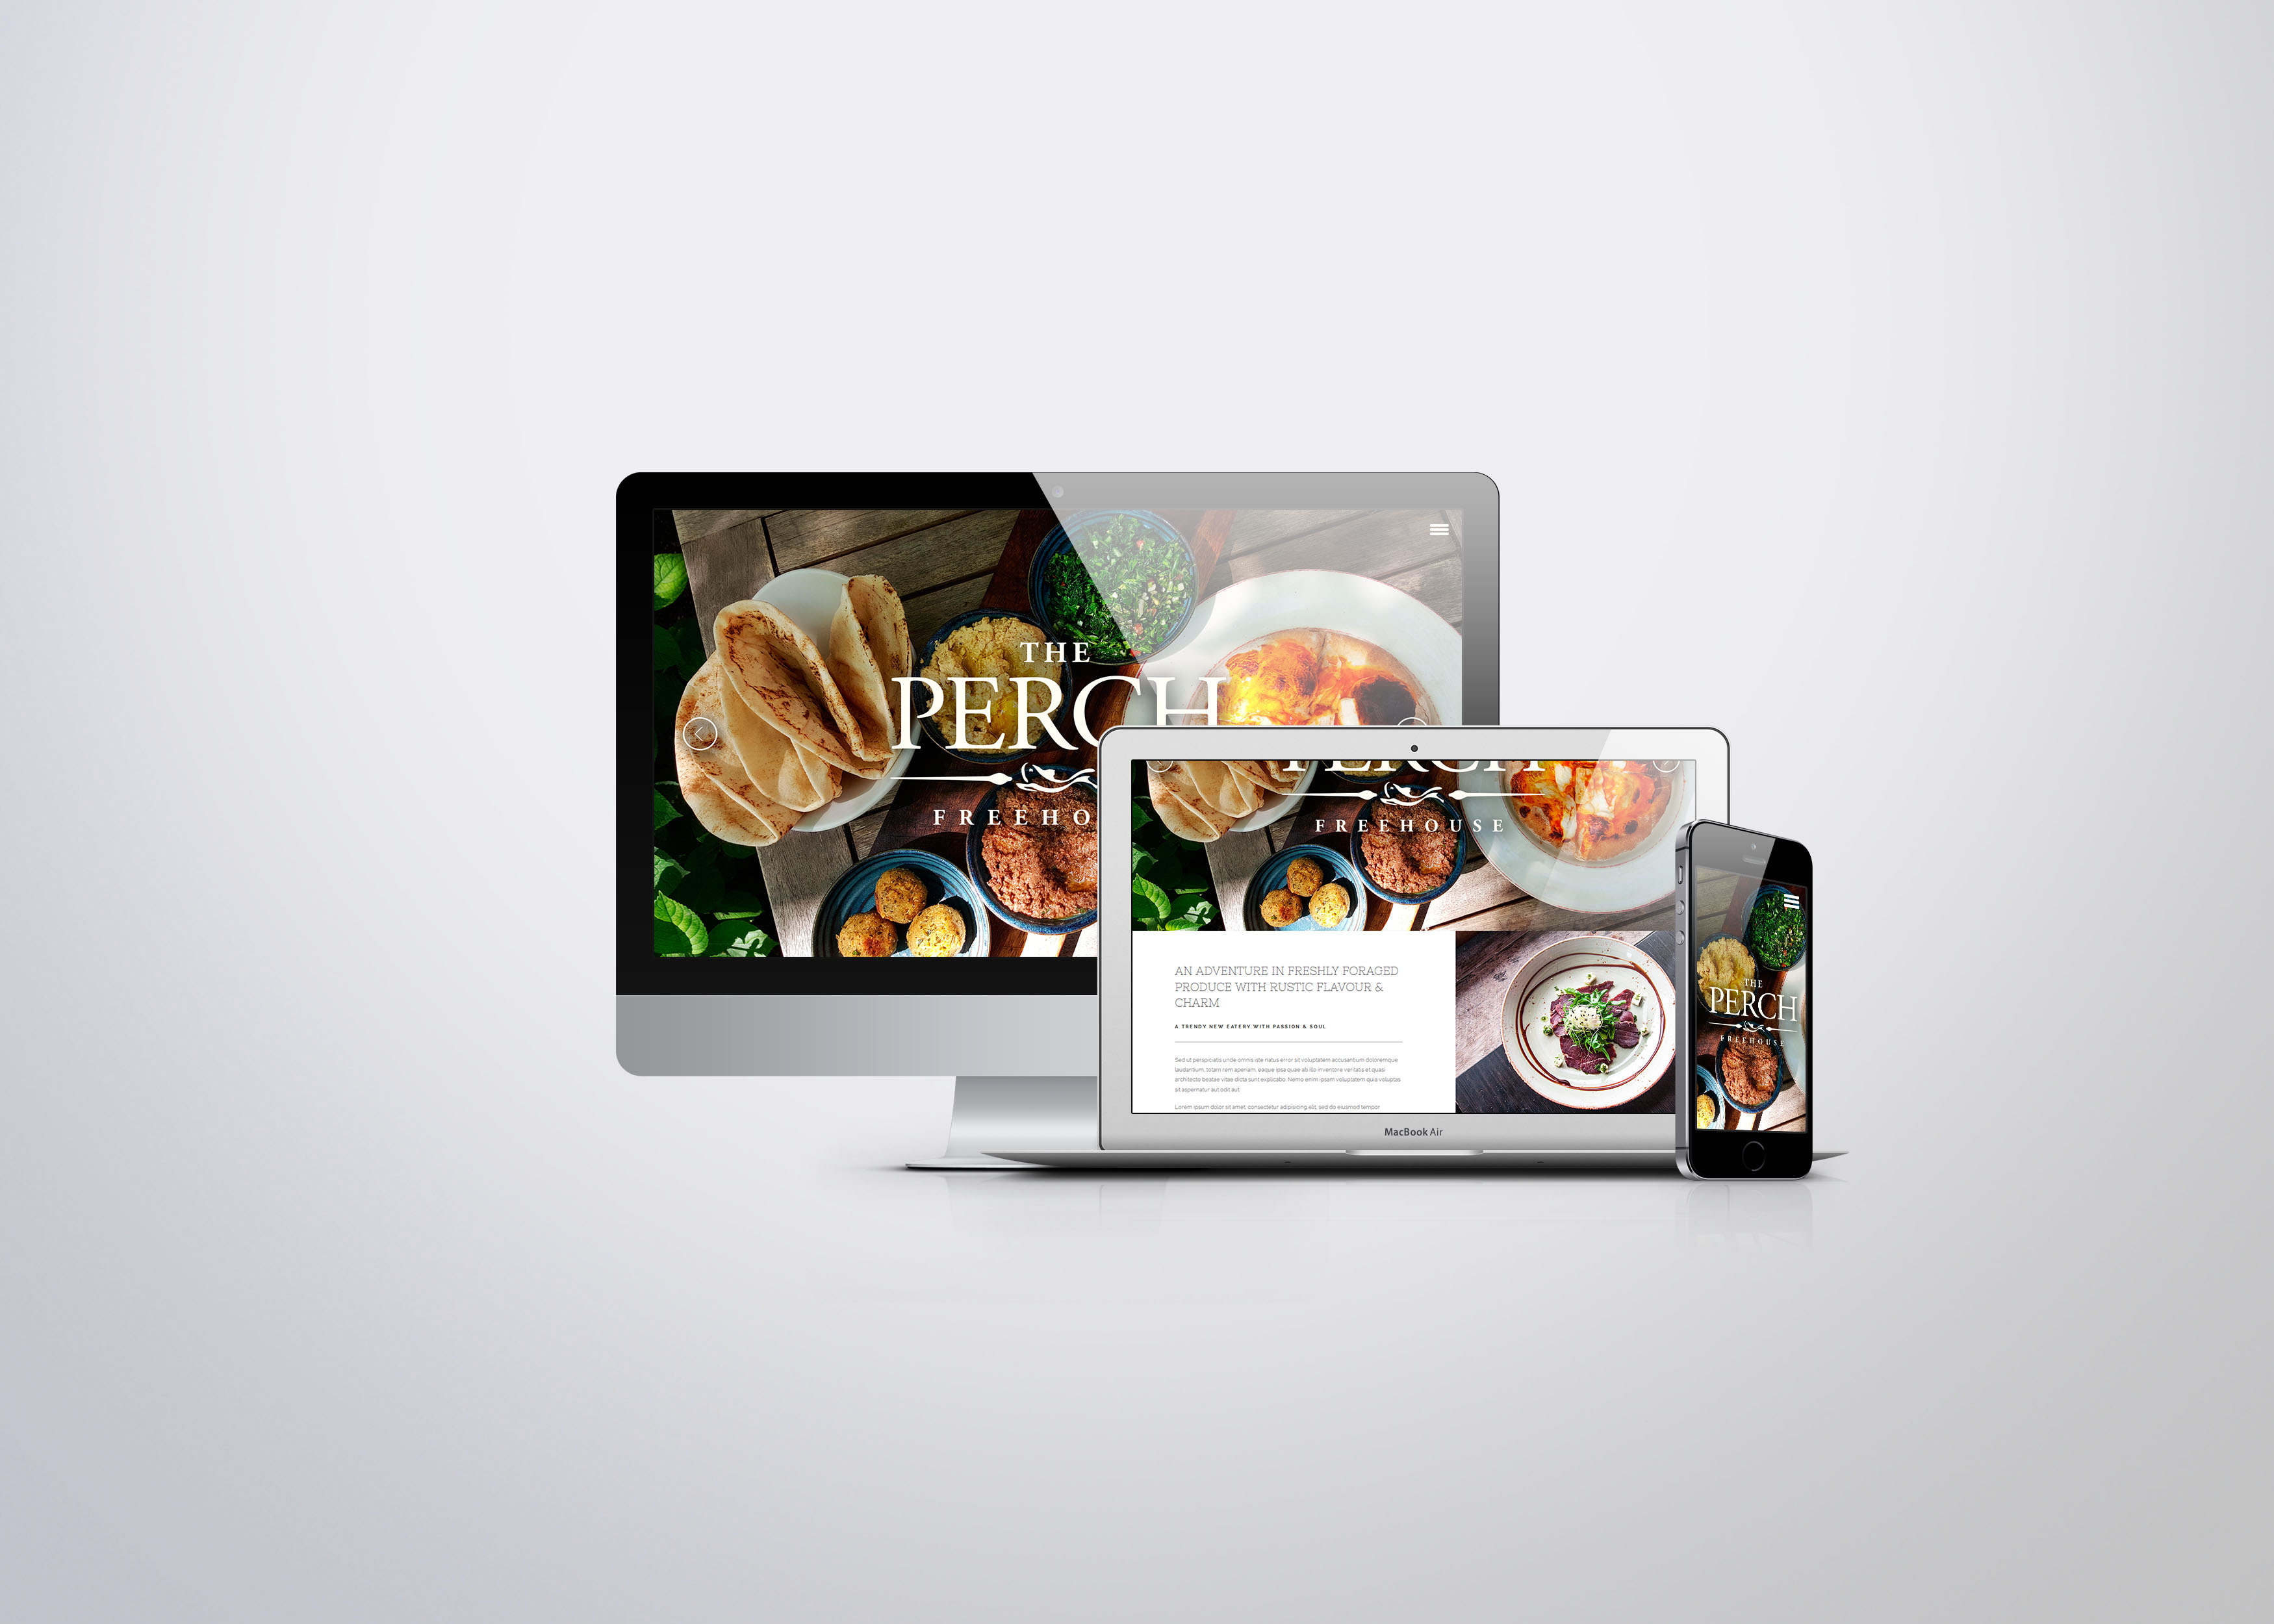 THE
PERCH
FREEHO
PERCH
FREEHOUSE
AN ADVENTURE IN FRESHLY FORAGED
PRODUCE WITH RUSTIC FLAVOUR &
CHARM
A TRENDY NEW EATERY WITH PASSION & SOUL
Sed ut perspiciatis unde omnis iste natus error sit voluptatem accusantium doloremque
laudantium, totam rem aperiam, eaque ipsa quae ab illo inventore veritatis et quasi
architecto beatae vitae dicta sunt explicabo. Nemo enim ipsam voluptatem quia voluptas
sit aspernatur aut odit aut
Lorem ipsum dolor sit amet, consectetur adipisicing elit, sed do eiusmod tempor
MacBook Air
THE
PERCH
FREEHOUSE